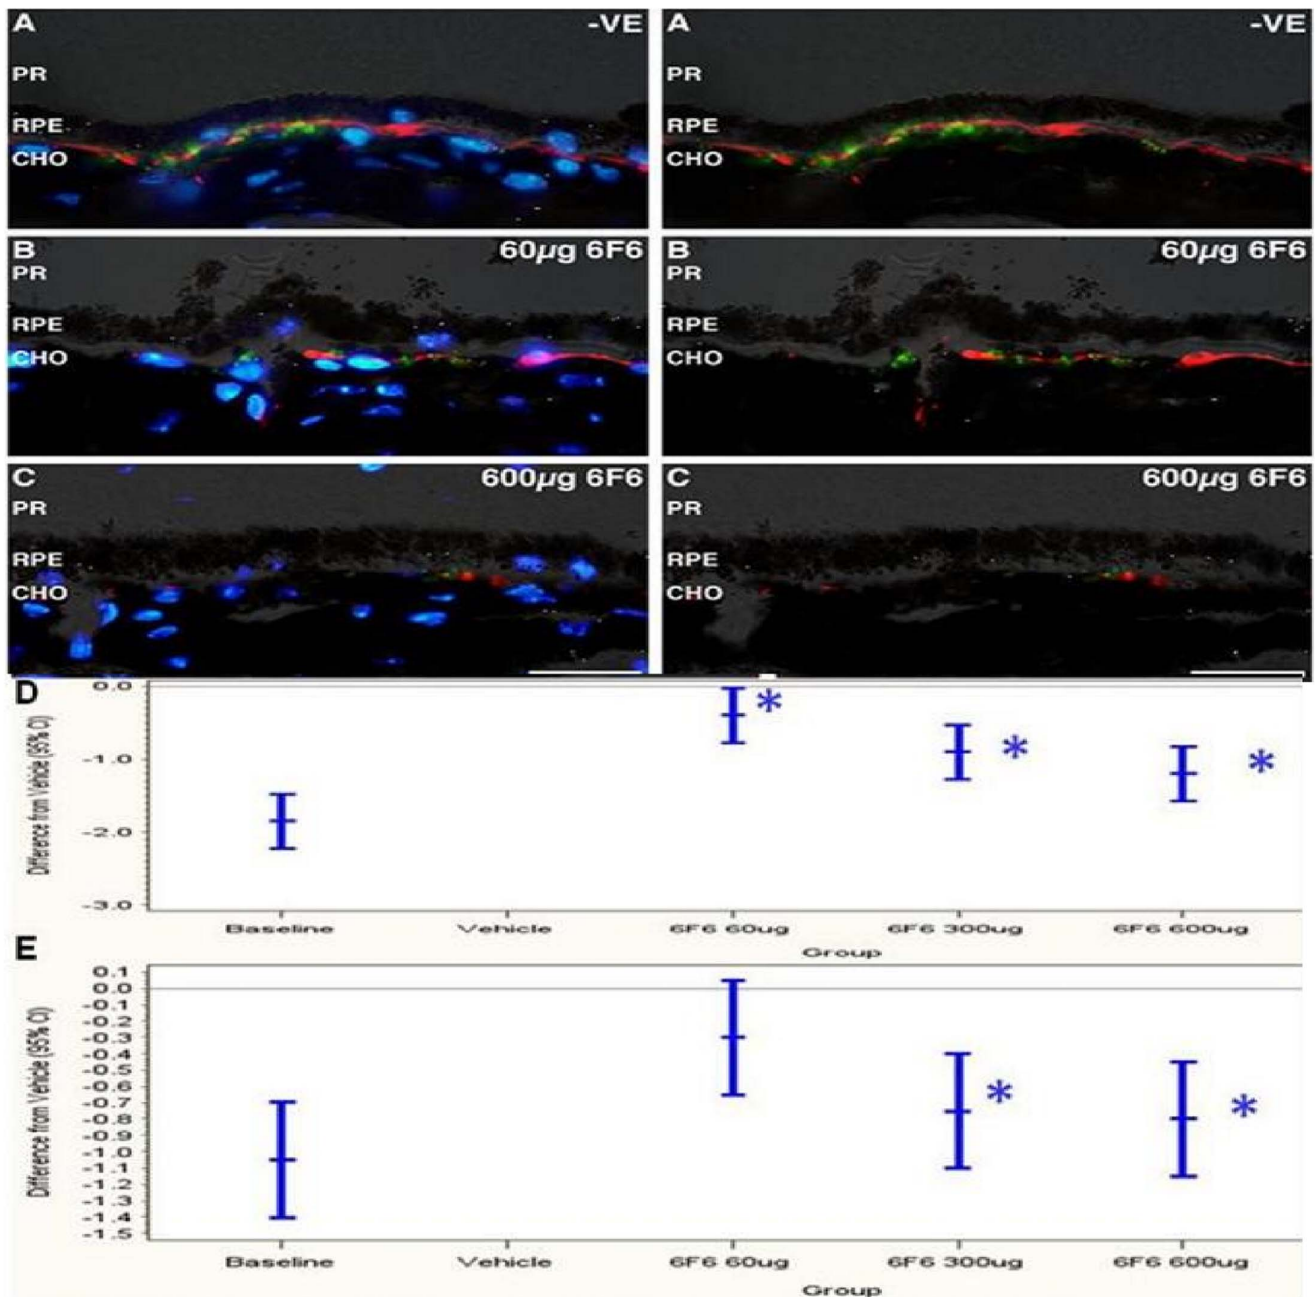 A -VE
PR
RPE
CHO
A -VE
PR
RPE
CHO
B 60µg 6F6
PR
RPE
CHO
B 60µg 6F6
PR
RPE
CHO
C 600µg 6F6
PR
RPE
CHO
C 600µg 6F6
PR
RPE
CHO
D
Difference from Vehicle (95% CI)
0.0
-1.0
-2.0
-3.0
Baseline Vehicle 6F6 60ug 6F6 300ug 6F6 600ug
Group
* * *
E
Difference from Vehicle (95% CI)
0.1
0.0
-0.1
-0.2
-0.3
-0.4
-0.5
-0.6
-0.7
-0.8
-0.9
-1.0
-1.1
-1.2
-1.3
-1.4
-1.5
* *
Baseline Vehicle 6F6 60ug 6F6 300ug 6F6 600ug
Group